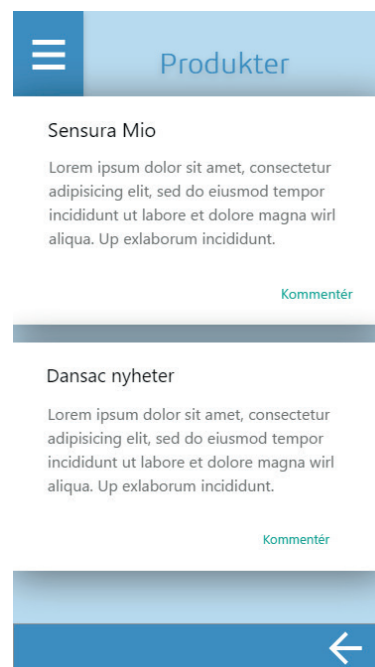 Produkter
Sensura Mio
Lorem ipsum dolor sit amet, consectetur
adipisicing elit, sed do eiusmod tempor
incididunt ut labore et dolore magna wirl
aliqua. Up exlaborum incididunt.
Kommentér
Dansac nyheter
Lorem ipsum dolor sit amet, consectetur
adipisicing elit, sed do eiusmod tempor
incididunt ut labore et dolore magna wirl
aliqua. Up exlaborum incididunt.
Kommentér